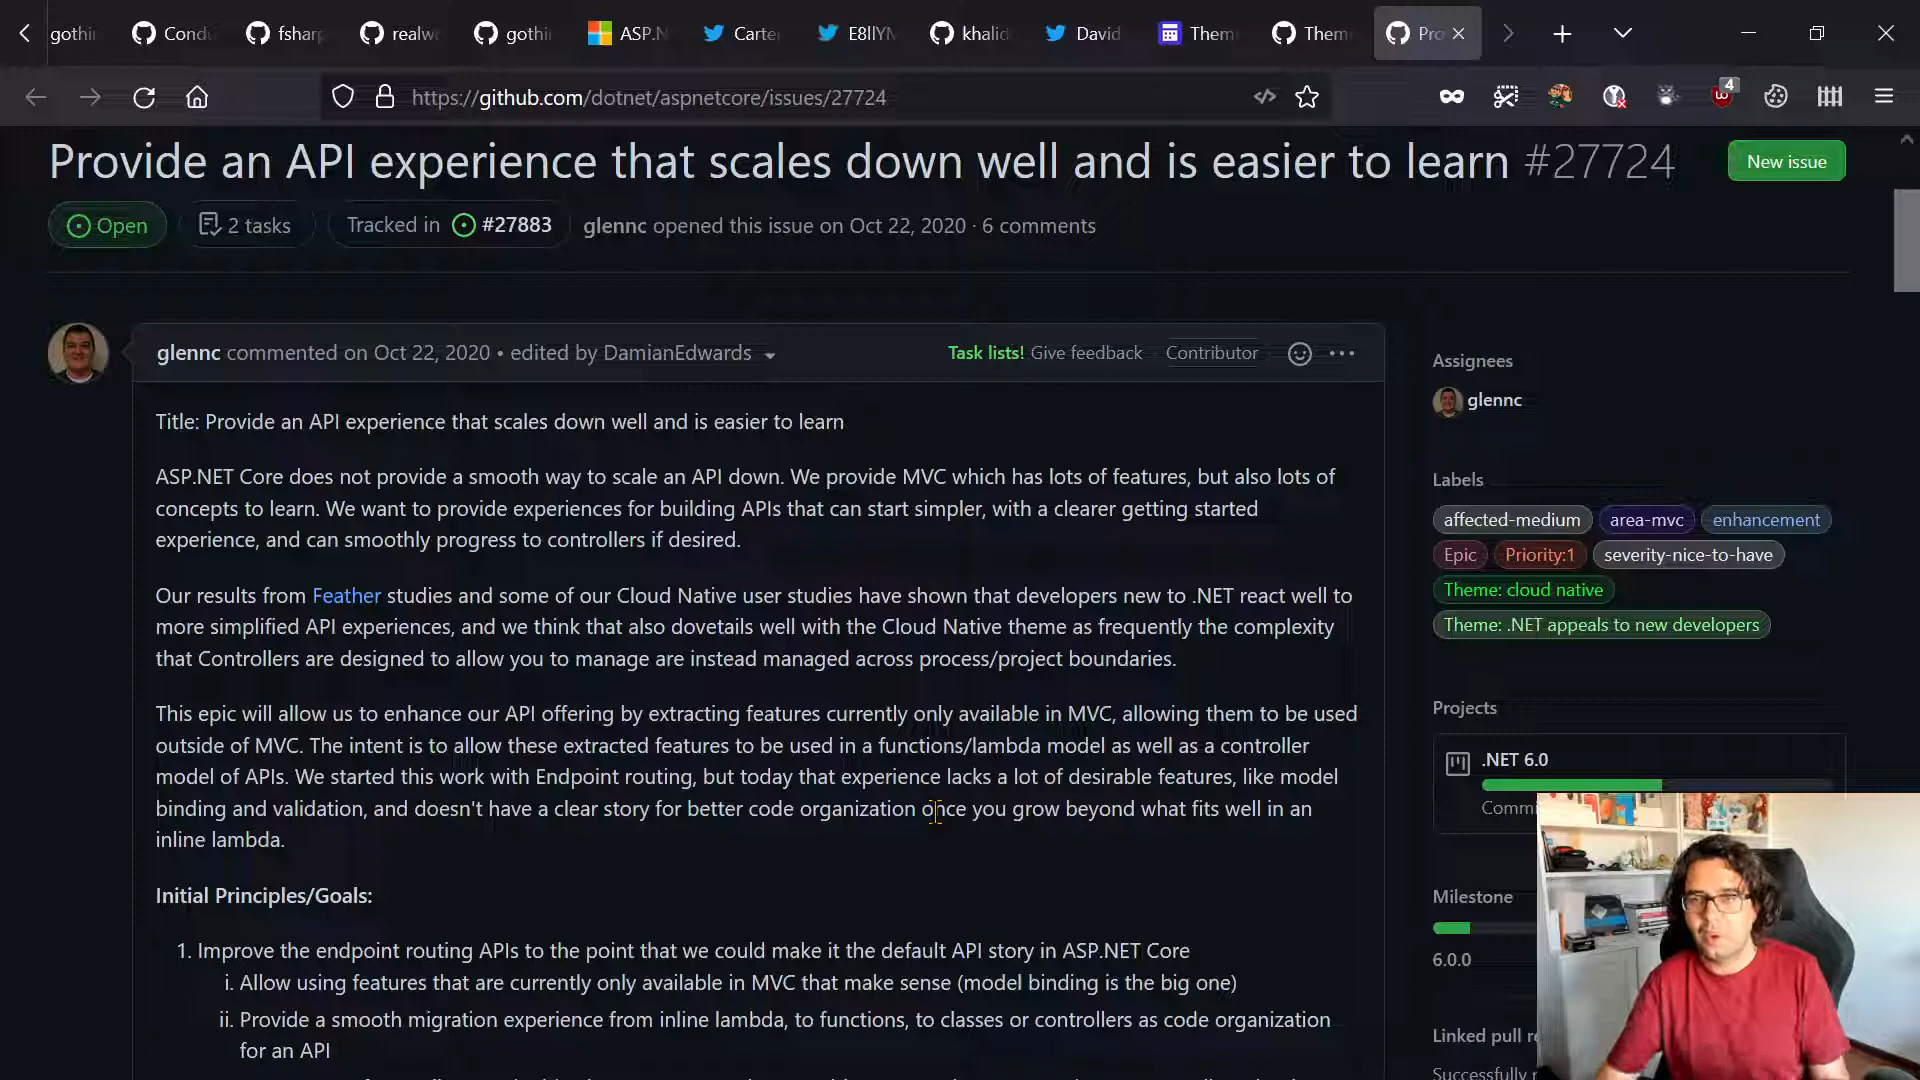 gothi
Cond
fsharp
realw
gothi
ASP.N
Carte
E8llYM
khalid
David
Them
Them
Pro
https://github.com/dotnet/aspnetcore/issues/27724
4
Provide an API experience that scales down well and is easier to learn #27724
New issue
Open
2 tasks
Tracked in #27883
glennc opened this issue on Oct 22, 2020 · 6 comments
glennc commented on Oct 22, 2020 • edited by DamianEdwards
Task lists! Give feedback
Contributor
Title: Provide an API experience that scales down well and is easier to learn
ASP.NET Core does not provide a smooth way to scale an API down. We provide MVC which has lots of features, but also lots of
concepts to learn. We want to provide experiences for building APIs that can start simpler, with a clearer getting started
experience, and can smoothly progress to controllers if desired.
Our results from Feather studies and some of our Cloud Native user studies have shown that developers new to .NET react well to
more simplified API experiences, and we think that also dovetails well with the Cloud Native theme as frequently the complexity
that Controllers are designed to allow you to manage are instead managed across process/project boundaries.
This epic will allow us to enhance our API offering by extracting features currently only available in MVC, allowing them to be used
outside of MVC. The intent is to allow these extracted features to be used in a functions/lambda model as well as a controller
model of APIs. We started this work with Endpoint routing, but today that experience lacks a lot of desirable features, like model
binding and validation, and doesn't have a clear story for better code organization once you grow beyond what fits well in an
inline lambda.
Initial Principles/Goals:
1. Improve the endpoint routing APIs to the point that we could make it the default API story in ASP.NET Core
i. Allow using features that are currently only available in MVC that make sense (model binding is the big one)
ii. Provide a smooth migration experience from inline lambda, to functions, to classes or controllers as code organization
for an API
Assignees
glennc
Labels
affected-medium
area-mvc
enhancement
Epic
Priority:1
severity-nice-to-have
Theme: cloud native
Theme: .NET appeals to new developers
Projects
.NET 6.0
Commi
Milestone
6.0.0
Linked pull re
Successfully